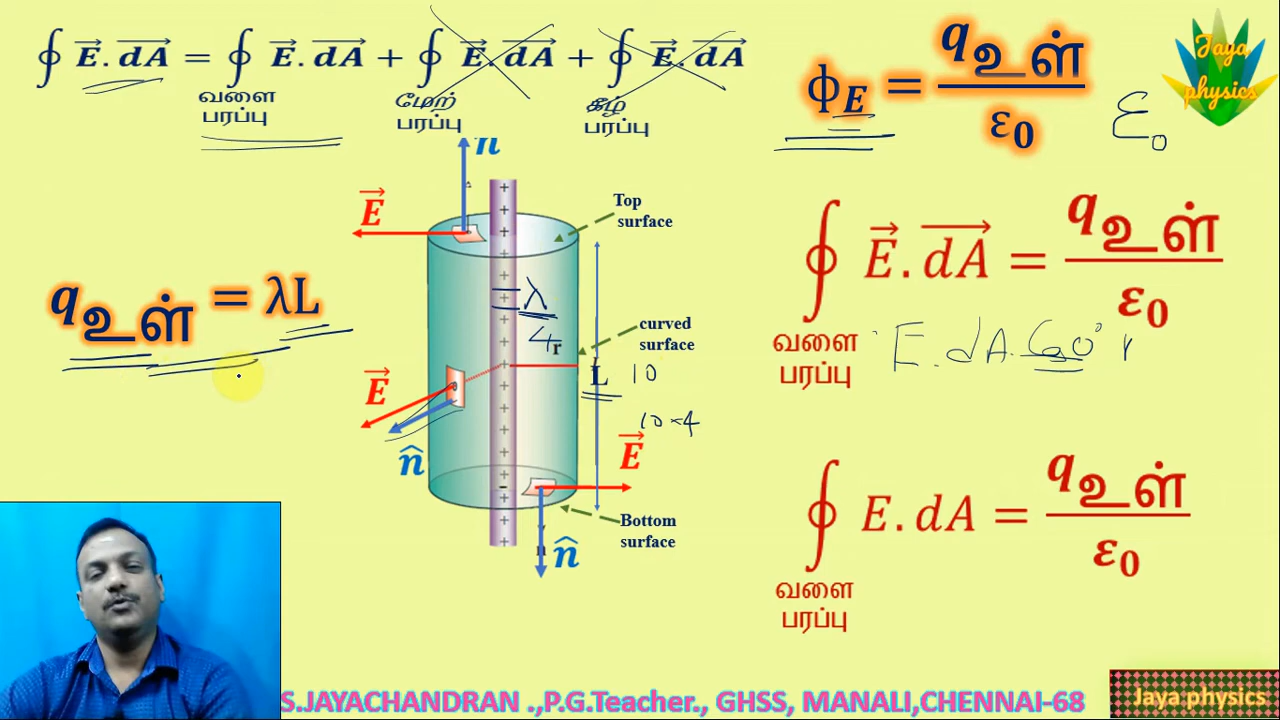 ∮ E⃗.dA⃗ = ∮ E⃗.dA⃗ + ∮ E⃗.dA⃗ + ∮ E⃗.dA⃗
வளை பரப்பு
மேற் பரப்பு
கீழ் பரப்பு
ϕE = qஉள் / ε0
ε0
Jaya physics
n
E⃗
Top
surface
∮ E⃗.dA⃗ = qஉள் / ε0
வளை
பரப்பு
E.dA.Cos0°
qஉள் = λL
λ
4
r
curved
surface
L
10
10×4
E⃗
n̂
E⃗
Bottom
surface
n
n̂
∮ E.dA = qஉள் / ε0
வளை
பரப்பு
S.JAYACHANDRAN .,P.G.Teacher., GHSS, MANALI,CHENNAI-68
Jaya physics